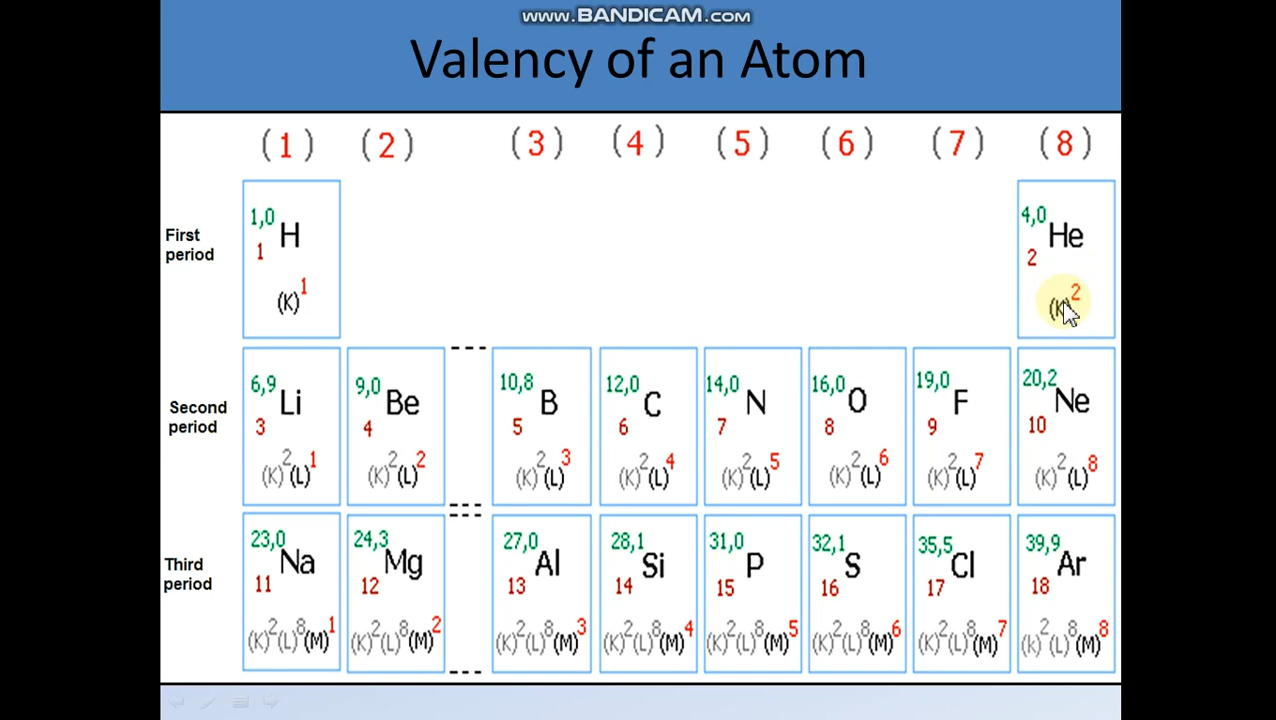 www.BANDICAM.com
Valency of an Atom
(1) (2) (3) (4) (5) (6) (7) (8)
First
period
1,0
H
1
(K)1
4,0
He
2
(K)2
Second
period
6,9
Li
3
(K)2(L)1
9,0
Be
4
(K)2(L)2
10,8
B
5
(K)2(L)3
12,0
C
6
(K)2(L)4
14,0
N
7
(K)2(L)5
16,0
O
8
(K)2(L)6
19,0
F
9
(K)2(L)7
20,2
Ne
10
(K)2(L)8
Third
period
23,0
Na
11
(K)2(L)8(M)1
24,3
Mg
12
(K)2(L)8(M)2
27,0
Al
13
(K)2(L)8(M)3
28,1
Si
14
(K)2(L)8(M)4
31,0
P
15
(K)2(L)8(M)5
32,1
S
16
(K)2(L)8(M)6
35,5
Cl
17
(K)2(L)8(M)7
39,9
Ar
18
(K)2(L)8(M)8